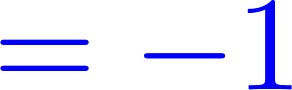 = −1